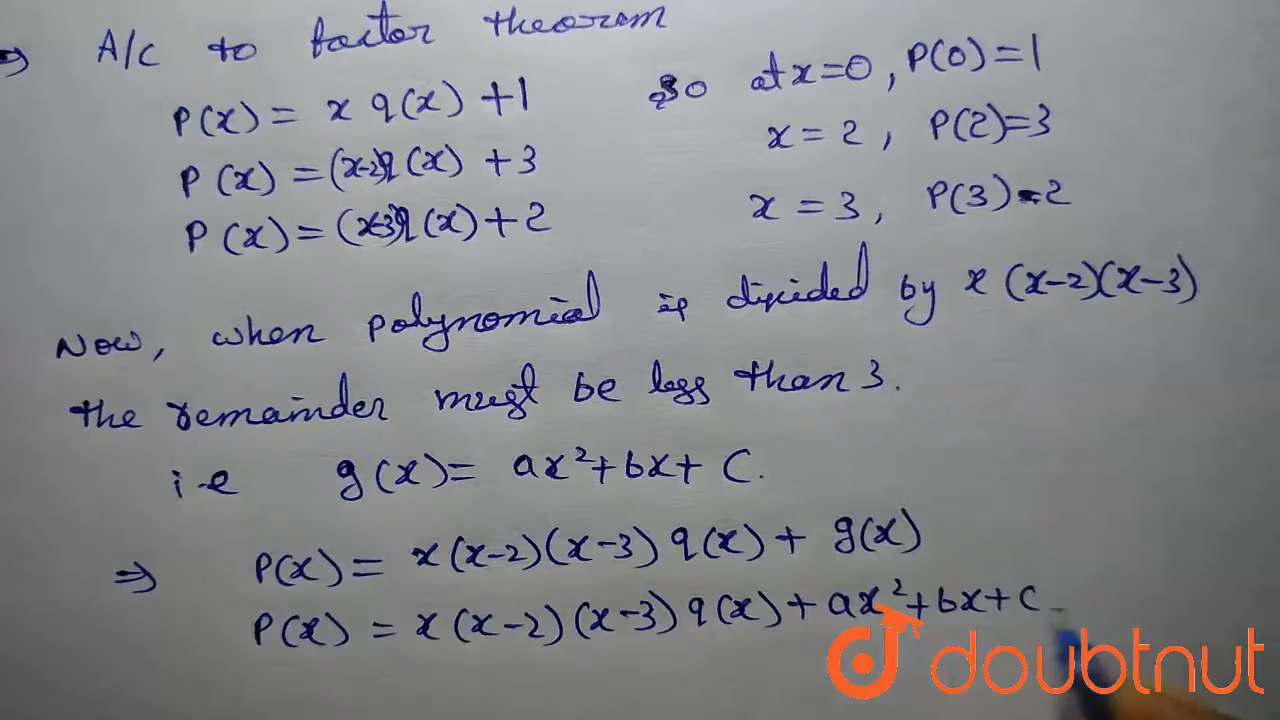 ⇒ A/C to factor theorem
P(x) = x q(x) + 1 so at x=0, P(0)=1
P(x) = (x-2)q(x) + 3 x = 2, P(2)=3
P(x) = (x-3)q(x) + 2 x = 3, P(3)=2
Now, when polynomial is divided by x (x-2)(x-3)
the remainder must be less than 3.
i.e g(x) = ax²+bx+ C.
⇒ P(x) = x(x-2)(x-3) q(x) + g(x)
P(x) = x(x-2)(x-3) q(x) + ax²+bx+c
doubtnut